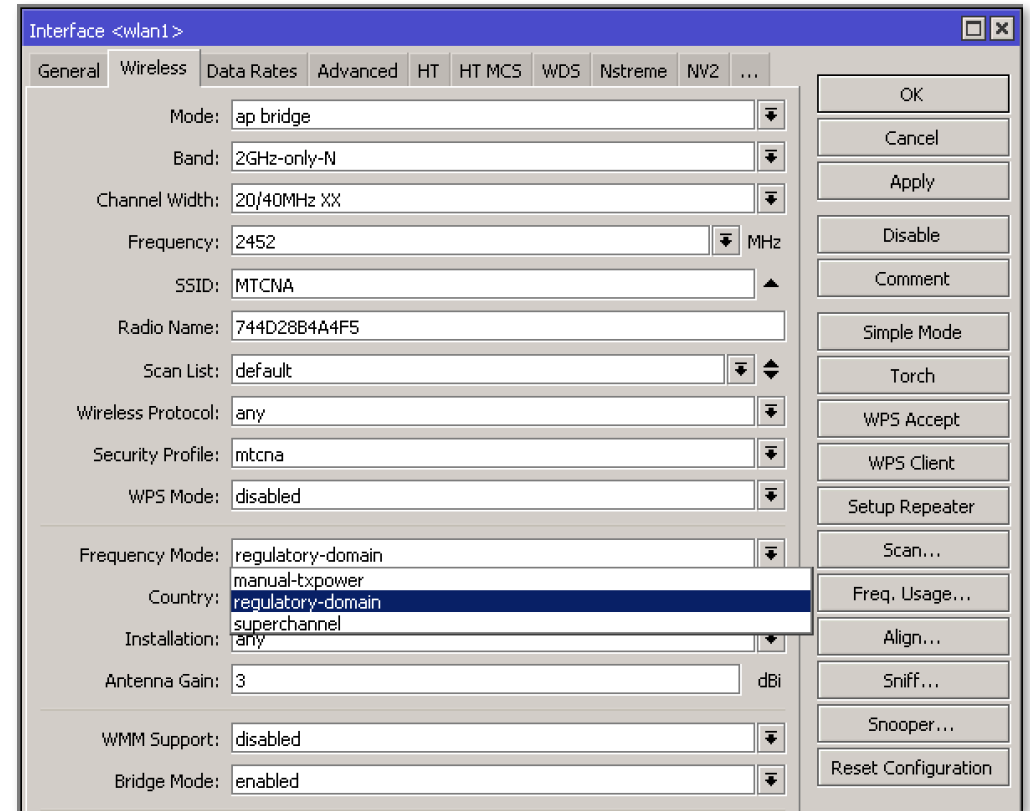 Interface <wlan1>
General Wireless Data Rates Advanced HT HT MCS WDS Nstreme NV2 ...
Mode: ap bridge
Band: 2GHz-only-N
Channel Width: 20/40MHz XX
Frequency: 2452 MHz
SSID: MTCNA
Radio Name: 744D28B4A4F5
Scan List: default
Wireless Protocol: any
Security Profile: mtcna
WPS Mode: disabled
Frequency Mode: regulatory-domain
manual-txpower
Country: regulatory-domain
superchannel
Installation: any
Antenna Gain: 3 dBi
WMM Support: disabled
Bridge Mode: enabled
OK
Cancel
Apply
Disable
Comment
Simple Mode
Torch
WPS Accept
WPS Client
Setup Repeater
Scan...
Freq. Usage...
Align...
Sniff...
Snooper...
Reset Configuration